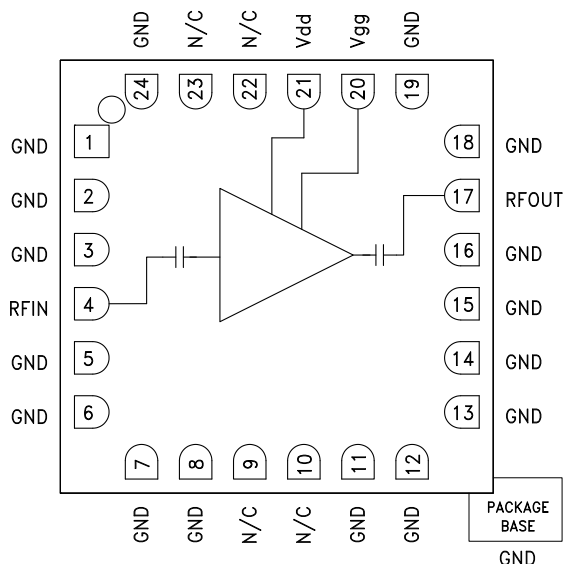 GND N/C N/C Vdd Vgg GND
24 23 22 21 20 19
GND 1 18 GND
GND 2 17 RFOUT
GND 3 16 GND
RFIN 4 15 GND
GND 5 14 GND
GND 6 13 GND
7 8 9 10 11 12
GND GND N/C N/C GND GND
PACKAGE
BASE
GND